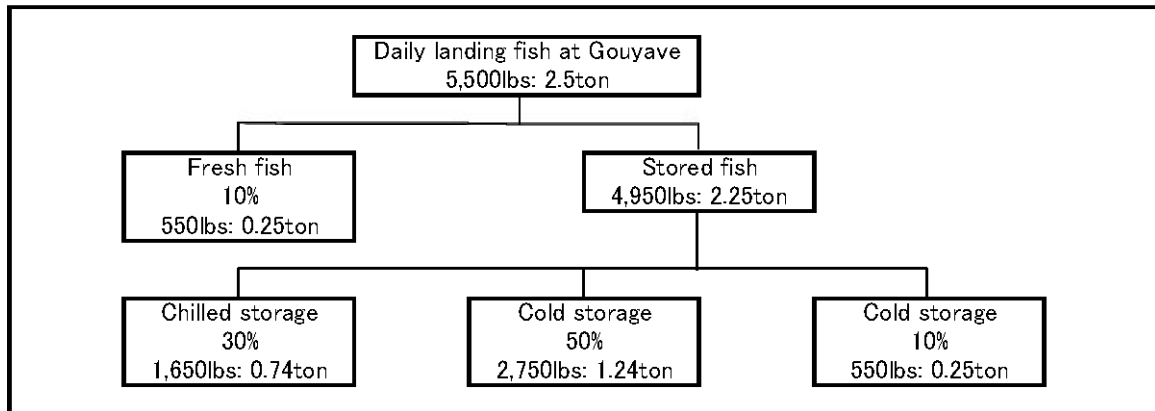 Daily landing fish at Gouyave
5,500lbs: 2.5ton
Fresh fish
10%
550lbs: 0.25ton
Stored fish
4,950lbs: 2.25ton
Chilled storage
30%
1,650lbs: 0.74ton
Cold storage
50%
2,750lbs: 1.24ton
Cold storage
10%
550lbs: 0.25ton